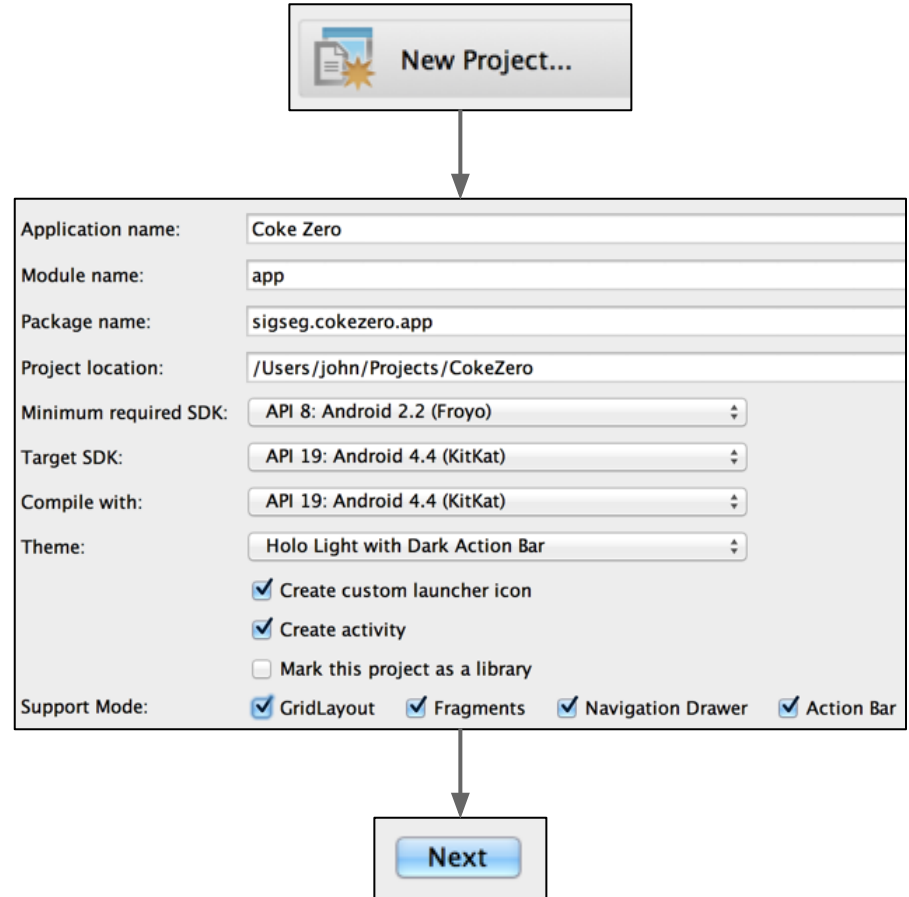 New Project...
Application name: Coke Zero
Module name: app
Package name: sigseg.cokezero.app
Project location: /Users/john/Projects/CokeZero
Minimum required SDK: API 8: Android 2.2 (Froyo)
Target SDK: API 19: Android 4.4 (KitKat)
Compile with: API 19: Android 4.4 (KitKat)
Theme: Holo Light with Dark Action Bar
Create custom launcher icon
Create activity
Mark this project as a library
Support Mode: GridLayout Fragments Navigation Drawer Action Bar
Next